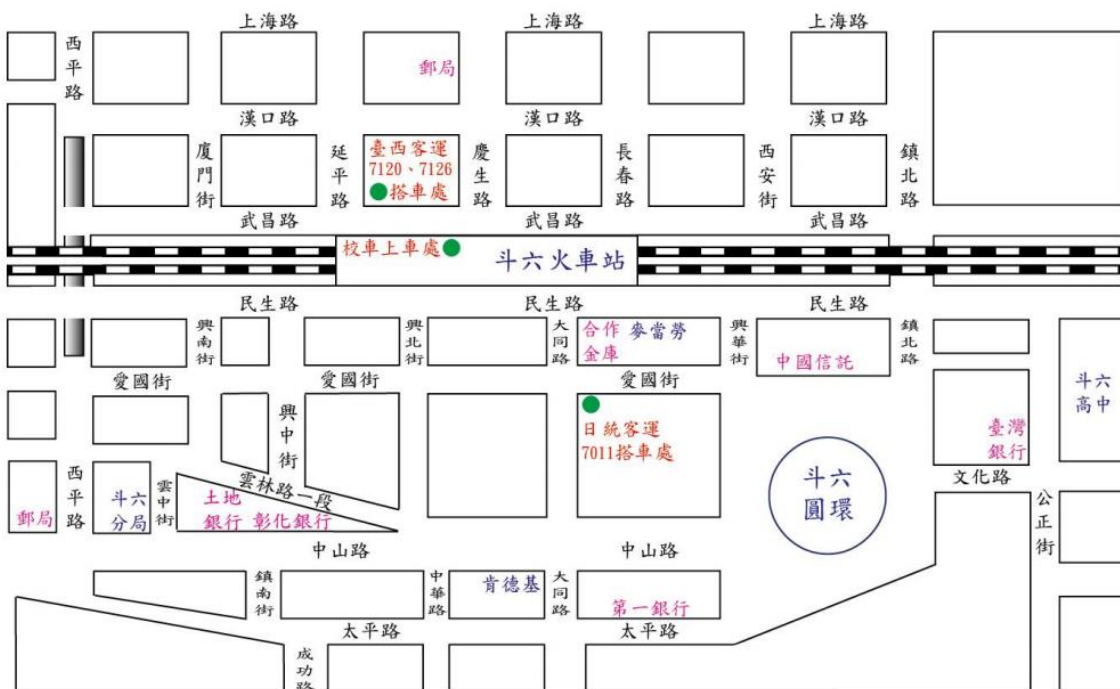 上海路
上海路
上海路
西平路
郵局
漢口路
漢口路
漢口路
廈門街
延平路
臺西客運
7120、7126
搭車處
慶生路
長春路
西安街
鎮北路
武昌路
武昌路
武昌路
校車上車處
斗六火車站
民生路
民生路
民生路
興南街
興北街
大同路
合作
金庫
麥當勞
興華街
中國信託
鎮北路
愛國街
愛國街
愛國街
斗六
高中
興中街
日統客運
7011搭車處
臺灣
銀行
斗六
圓環
文化路
雲林路一段
西平路
郵局
斗六
分局
雲中街
土地
銀行
彰化銀行
公正街
中山路
中山路
鎮南街
中華路
肯德基
大同路
第一銀行
太平路
太平路
成功路